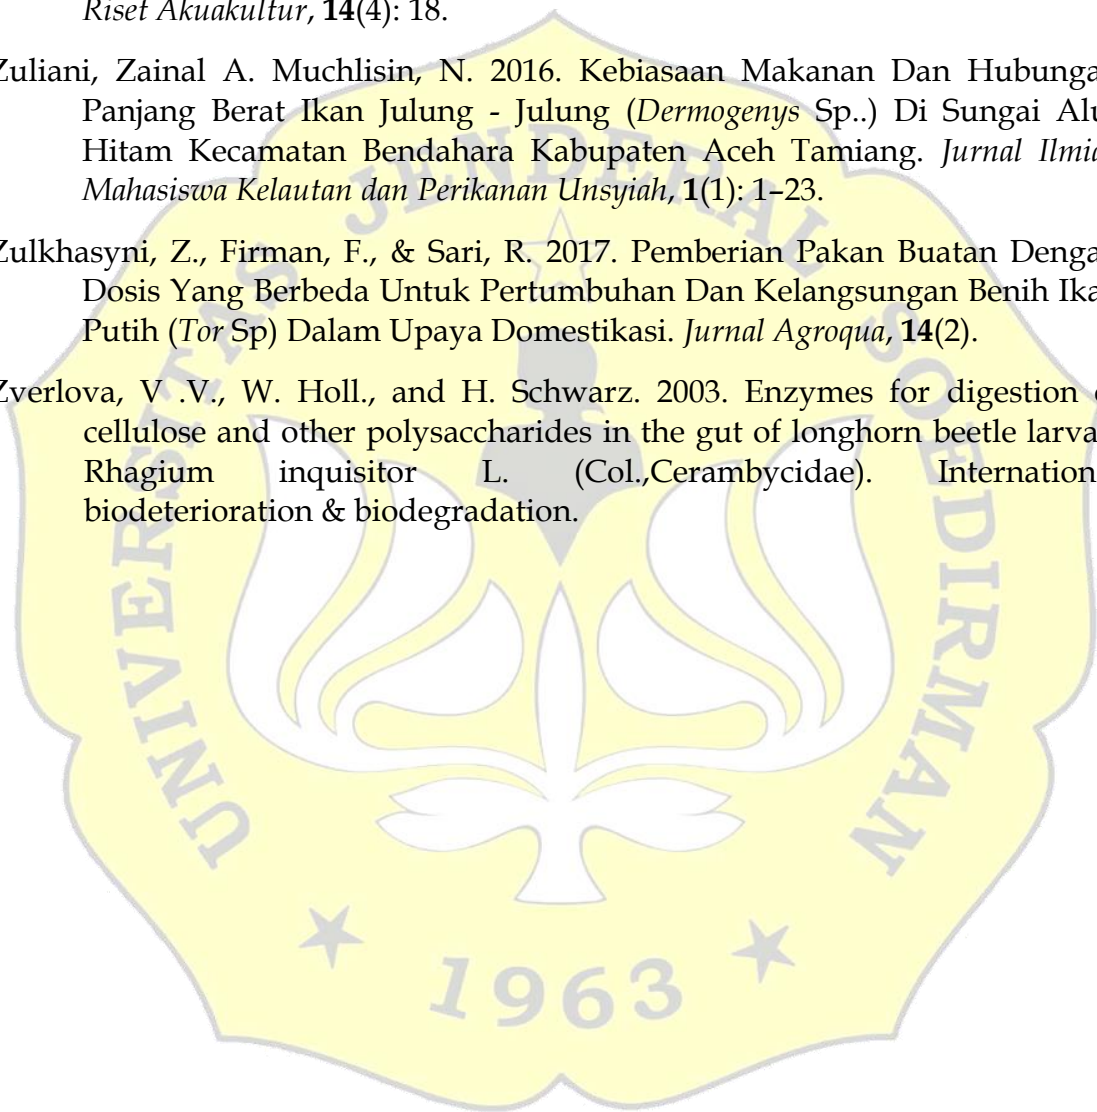 Riset Akuakultur, 14(4): 18.
Zuliani, Zainal A. Muchlisin, N. 2016. Kebiasaan Makanan Dan Hubunga
Panjang Berat Ikan Julung - Julung (Dermogenys Sp..) Di Sungai Alu
Hitam Kecamatan Bendahara Kabupaten Aceh Tamiang. Jurnal Ilmia
Mahasiswa Kelautan dan Perikanan Unsyiah, 1(1): 1–23.
Zulkhasyni, Z., Firman, F., & Sari, R. 2017. Pemberian Pakan Buatan Denga
Dosis Yang Berbeda Untuk Pertumbuhan Dan Kelangsungan Benih Ika
Putih (Tor Sp) Dalam Upaya Domestikasi. Jurnal Agroqua, 14(2).
Zverlova, V .V., W. Holl., and H. Schwarz. 2003. Enzymes for digestion
cellulose and other polysaccharides in the gut of longhorn beetle larva
Rhagium inquisitor L. (Col.,Cerambycidae). Internation
biodeterioration & biodegradation.
UNIVERSITAS JENDERAL SOEDIRMAN
1963